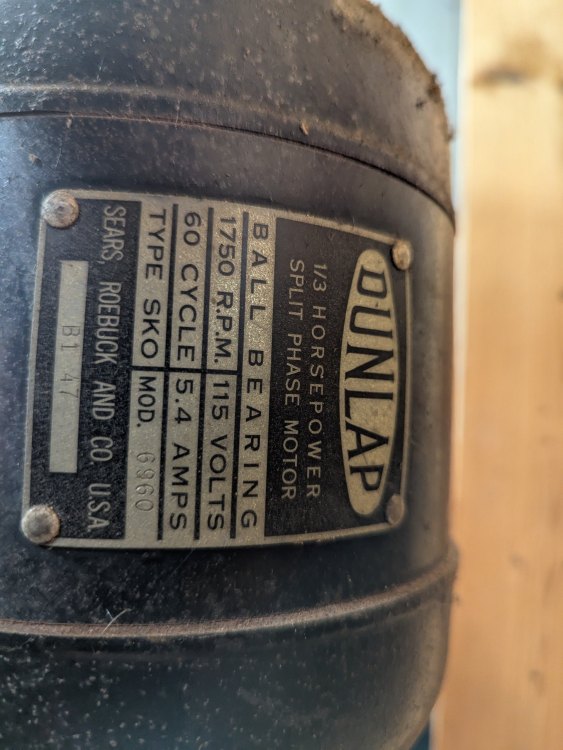 DUNLAP
1/3 HORSEPOWER
SPLIT PHASE MOTOR
BALL BEARING
1750 R.P.M. 115 VOLTS
60 CYCLE 5.4 AMPS
TYPE SKO MOD. 6960
SEARS, ROEBUCK AND CO. U.S.A.
B1 47